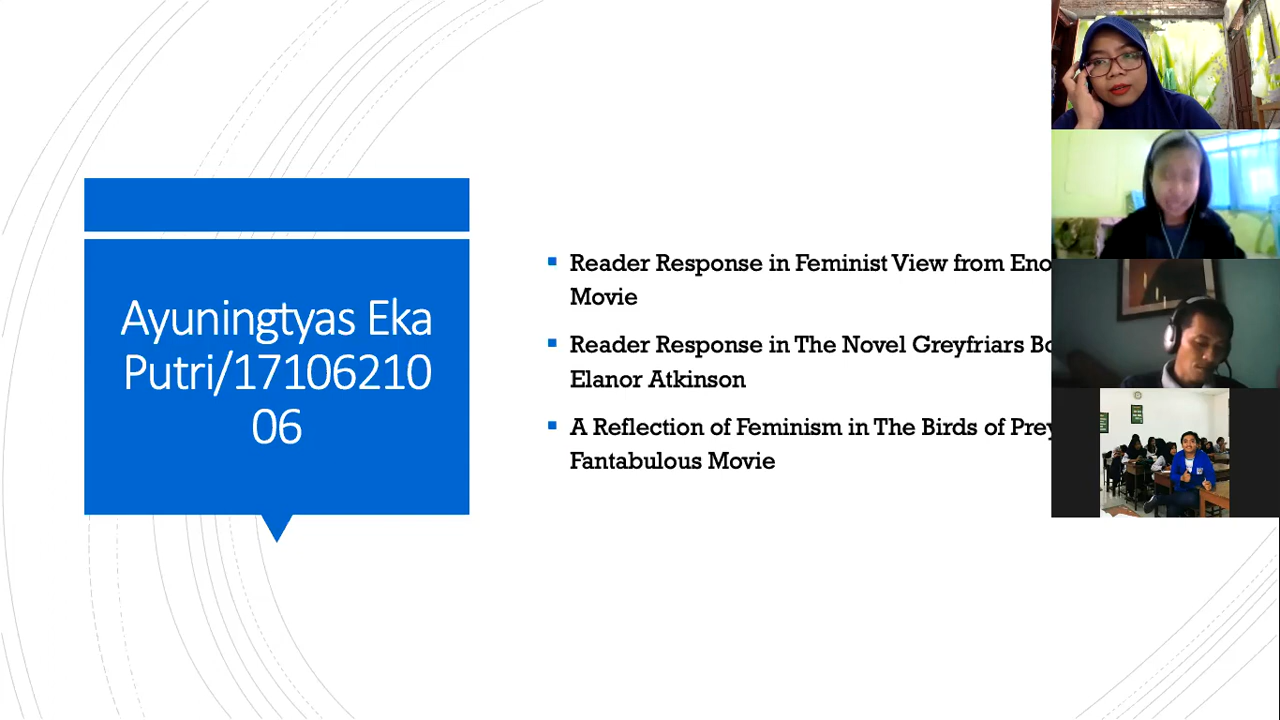 Ayuningtyas Eka
Putri/17106210
06
Reader Response in Feminist View from Eno
Movie
Reader Response in The Novel Greyfriars Bo
Elanor Atkinson
A Reflection of Feminism in The Birds of Prey
Fantabulous Movie